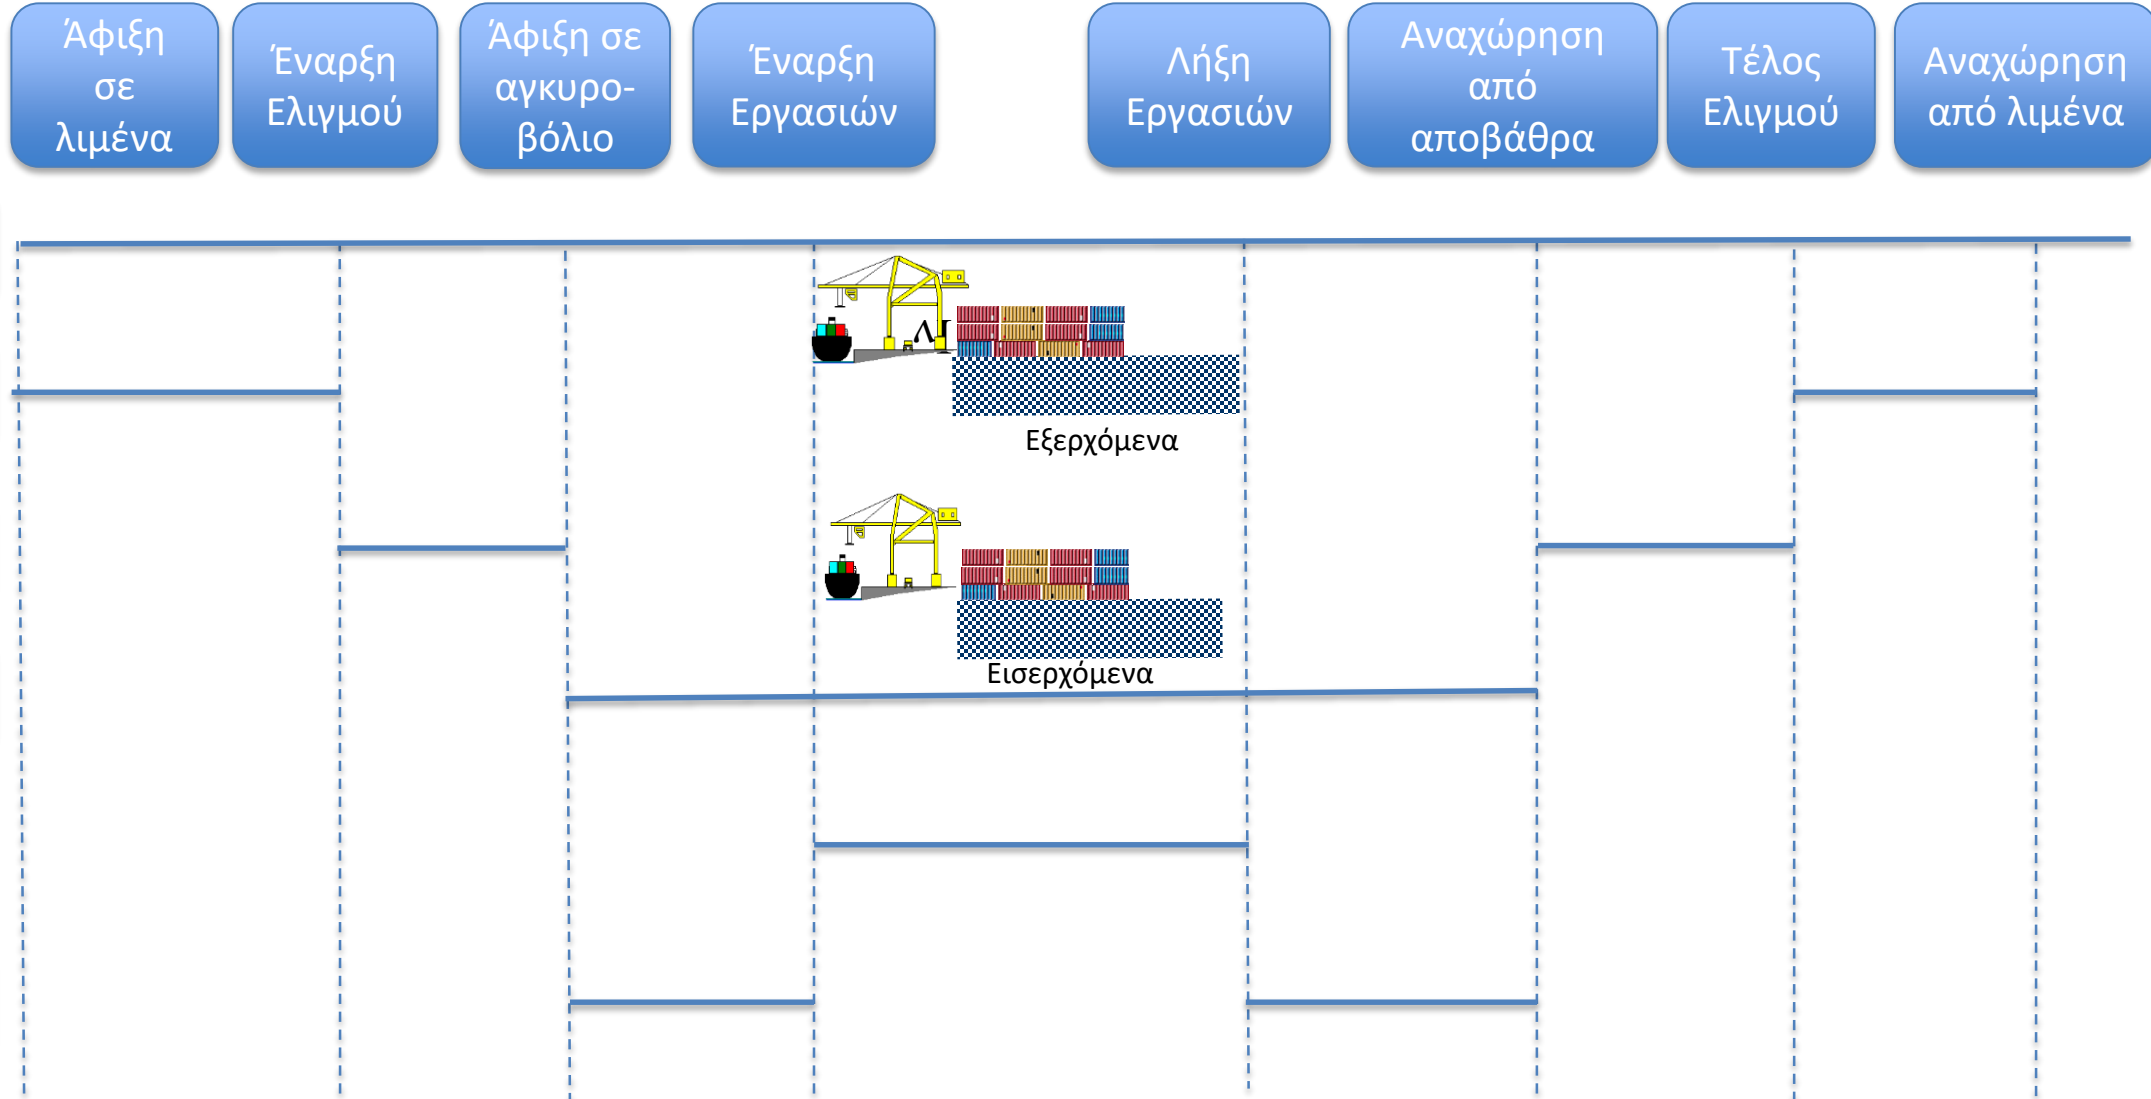 Άφιξη
σε
λιμένα
Έναρξη
Ελιγμού
Άφιξη σε
αγκυρο-
βόλιο
Έναρξη
Εργασιών
Λήξη
Εργασιών
Αναχώρηση
από
αποβάθρα
Τέλος
Ελιγμού
Αναχώρηση
από λιμένα
Εξερχόμενα
Εισερχόμενα